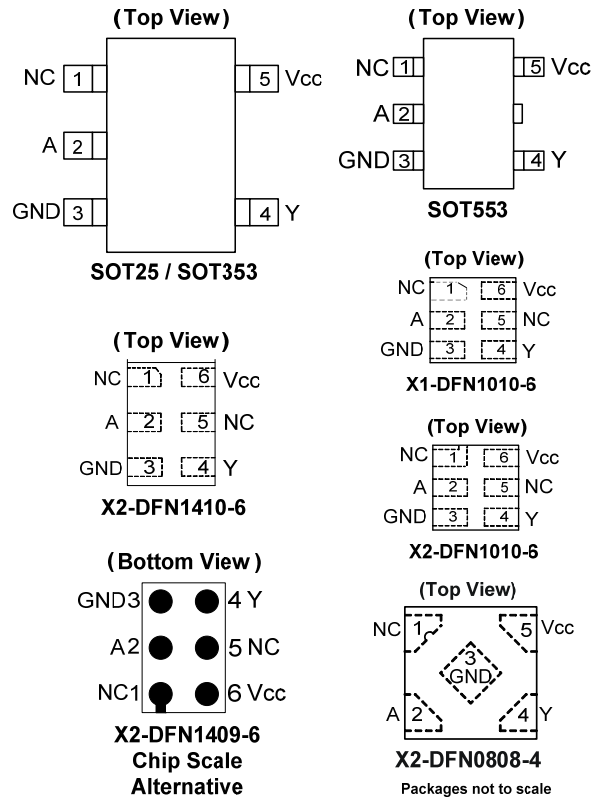 (Top View)
NC 1 5 Vcc
A 2
GND 3 4 Y
SOT25 / SOT353
(Top View)
NC 1 5 Vcc
A 2
GND 3 4 Y
SOT553
(Top View)
NC 1 6 Vcc
A 2 5 NC
GND 3 4 Y
X1-DFN1010-6
(Top View)
NC 1 6 Vcc
A 2 5 NC
GND 3 4 Y
X2-DFN1410-6
(Top View)
NC 1 6 Vcc
A 2 5 NC
GND 3 4 Y
X2-DFN1010-6
(Bottom View)
GND3 4 Y
A2 5 NC
NC1 6 Vcc
X2-DFN1409-6
Chip Scale
Alternative
(Top View)
NC 1 5 Vcc
3
GND
A 2 4 Y
X2-DFN0808-4
Packages not to scale